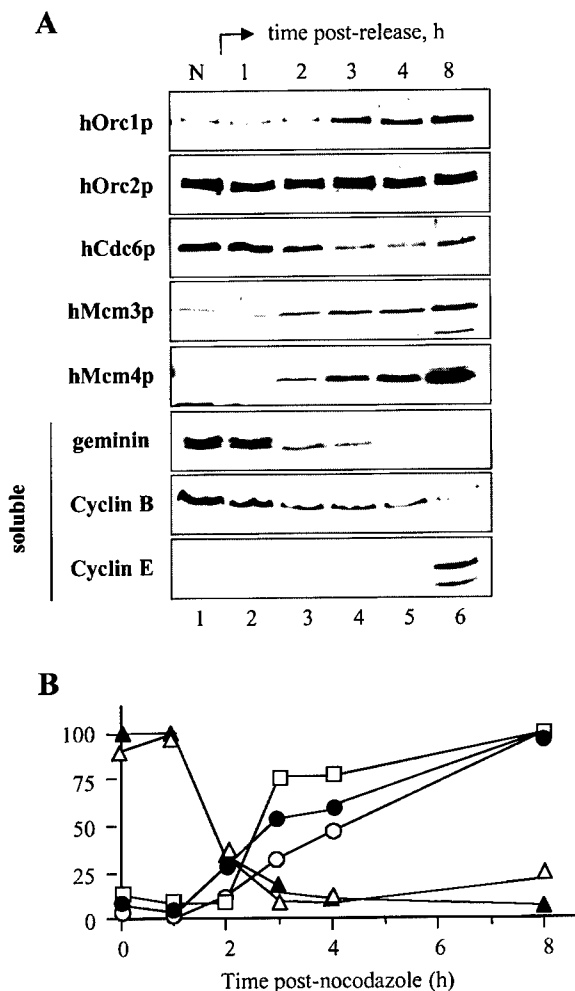 A
time post-release, h
N 1 2 3 4 8
hOrc1p
hOrc2p
hCdc6p
hMcm3p
hMcm4p
soluble
geminin
Cyclin B
Cyclin E
1 2 3 4 5 6
B
100
75
50
25
0
0 2 4 8
Time post-nocodazole (h)